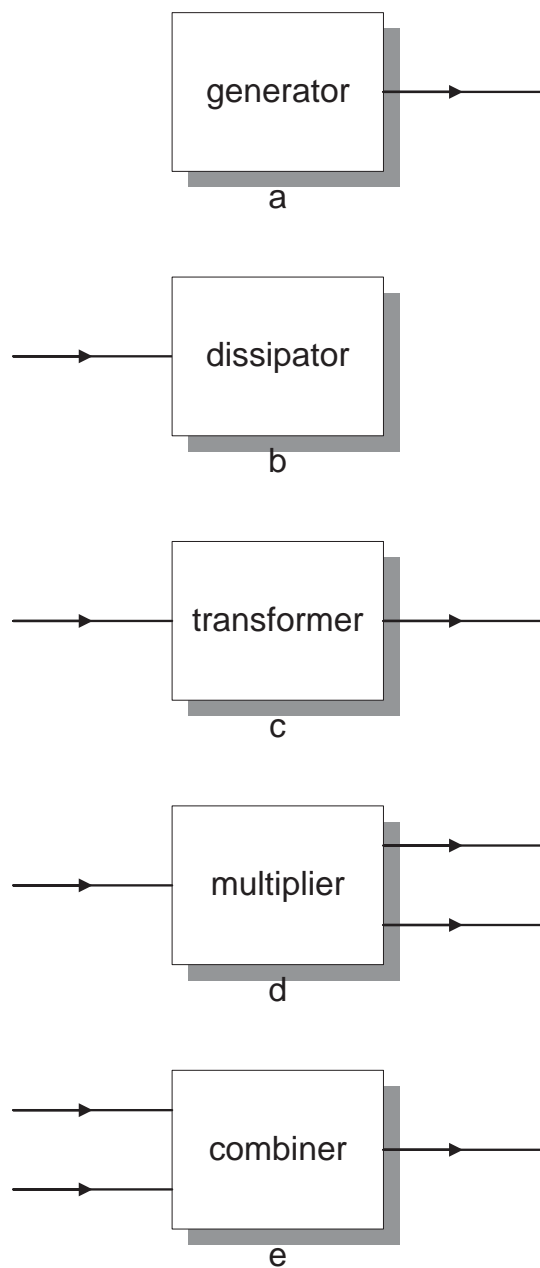 generator
a
dissipator
b
transformer
c
multiplier
d
combiner
e